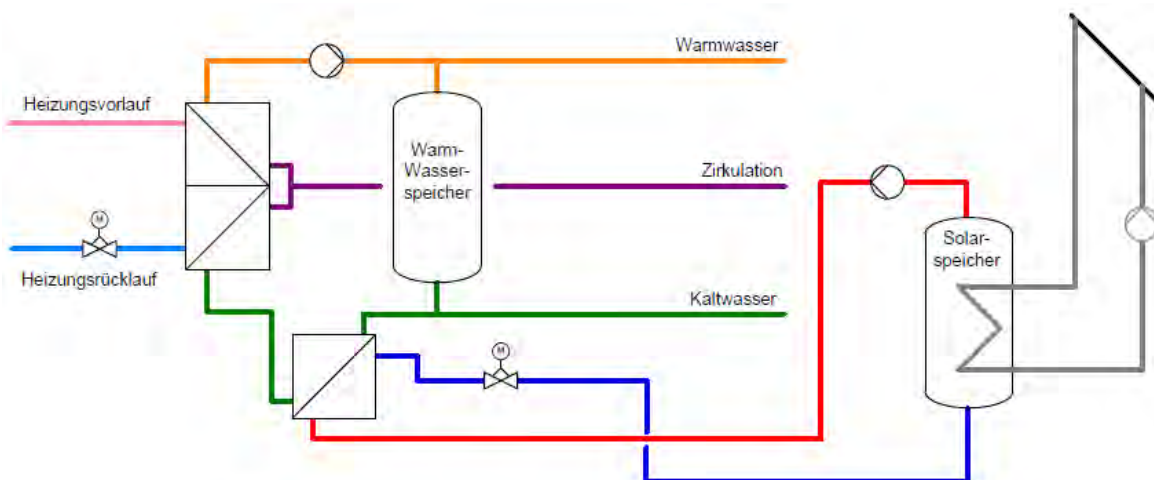 Warmwasser
Heizungsvorlauf
Warm-
Wasser-
speicher
Zirkulation
M
Heizungsrücklauf
Solar-
speicher
Kaltwasser
M